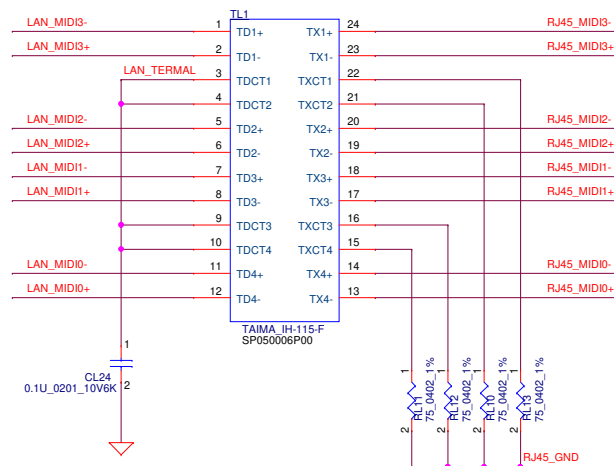 TL1
LAN_MIDI3- 1 TD1+ TX1+ 24 RJ45_MIDI3-
LAN_MIDI3+ 2 TD1- TX1- 23 RJ45_MIDI3+
LAN_TERMAL 3 TDCT1 TXCT1 22
4 TDCT2 TXCT2 21
LAN_MIDI2- 5 TD2+ TX2+ 20 RJ45_MIDI2-
LAN_MIDI2+ 6 TD2- TX2- 19 RJ45_MIDI2+
LAN_MIDI1- 7 TD3+ TX3+ 18 RJ45_MIDI1-
LAN_MIDI1+ 8 TD3- TX3- 17 RJ45_MIDI1+
9 TDCT3 TXCT3 16
10 TDCT4 TXCT4 15
LAN_MIDI0- 11 TD4+ TX4+ 14 RJ45_MIDI0-
LAN_MIDI0+ 12 TD4- TX4- 13 RJ45_MIDI0+
TAIMA_IH-115-F
SP050006P00
1
CL24
0.1U_0201_10V6K
2
1 1 1 1
RL11 75_0402_1%
RL12 75_0402_1%
RL10 75_0402_1%
RL13 75_0402_1%
2 2 2 2
RJ45_GND